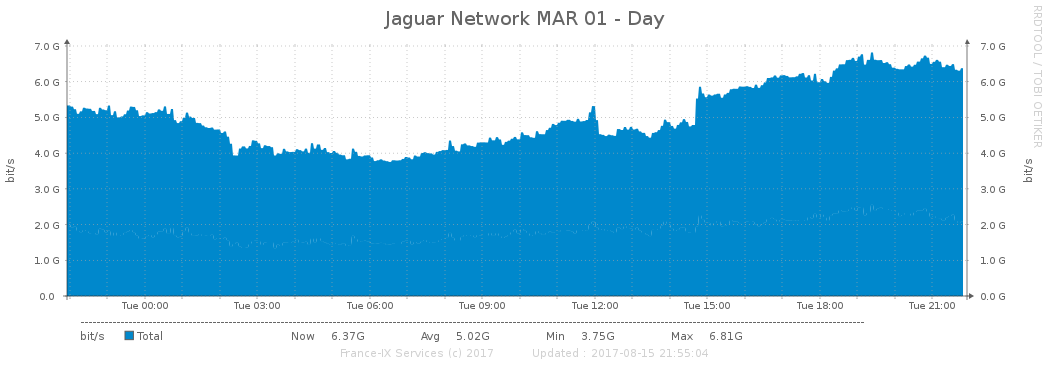 Jaguar Network MAR 01 - Day
RRDTOOL / TOBI OETIKER
7.0 G 7.0 G
6.0 G 6.0 G
5.0 G 5.0 G
4.0 G 4.0 G
3.0 G 3.0 G
2.0 G 2.0 G
1.0 G 1.0 G
0.0 0.0 G
bit/s
bit/s
Tue 00:00 Tue 03:00 Tue 06:00 Tue 09:00 Tue 12:00 Tue 15:00 Tue 18:00 Tue 21:00
bit/s Total Now 6.37G Avg 5.02G Min 3.75G Max 6.81G
France-IX Services (c) 2017 Updated : 2017-08-15 21:55:04